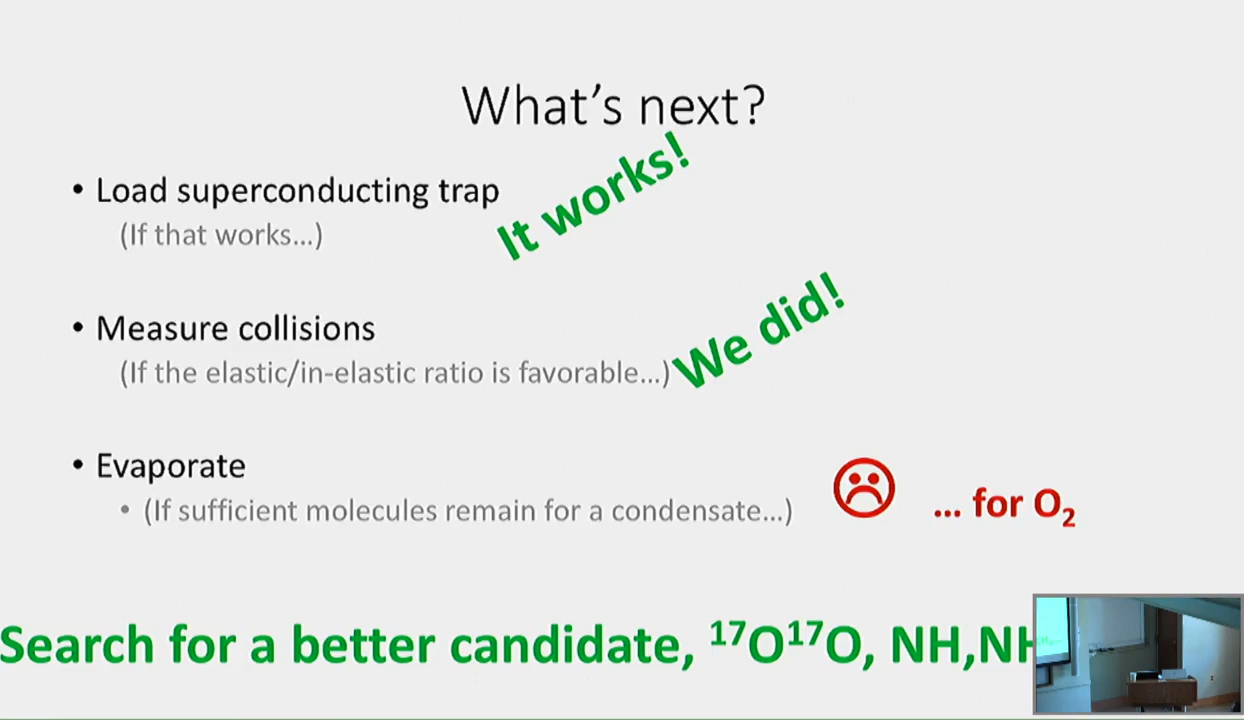 What's next?
• Load superconducting trap
(If that works...)
It works!
• Measure collisions
(If the elastic/in-elastic ratio is favorable...)
We did!
• Evaporate
• (If sufficient molecules remain for a condensate...)
... for O₂
Search for a better candidate, ¹⁷O¹⁷O, NH,